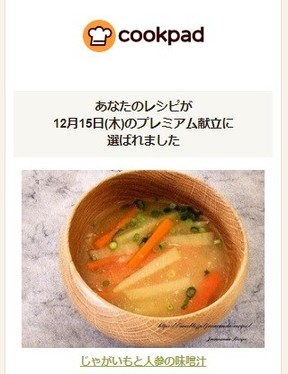 cookpad
あなたのレシピが
12月15日(木)のプレミアム献立に
選ばれました
じゃがいもと人参の味噌汁